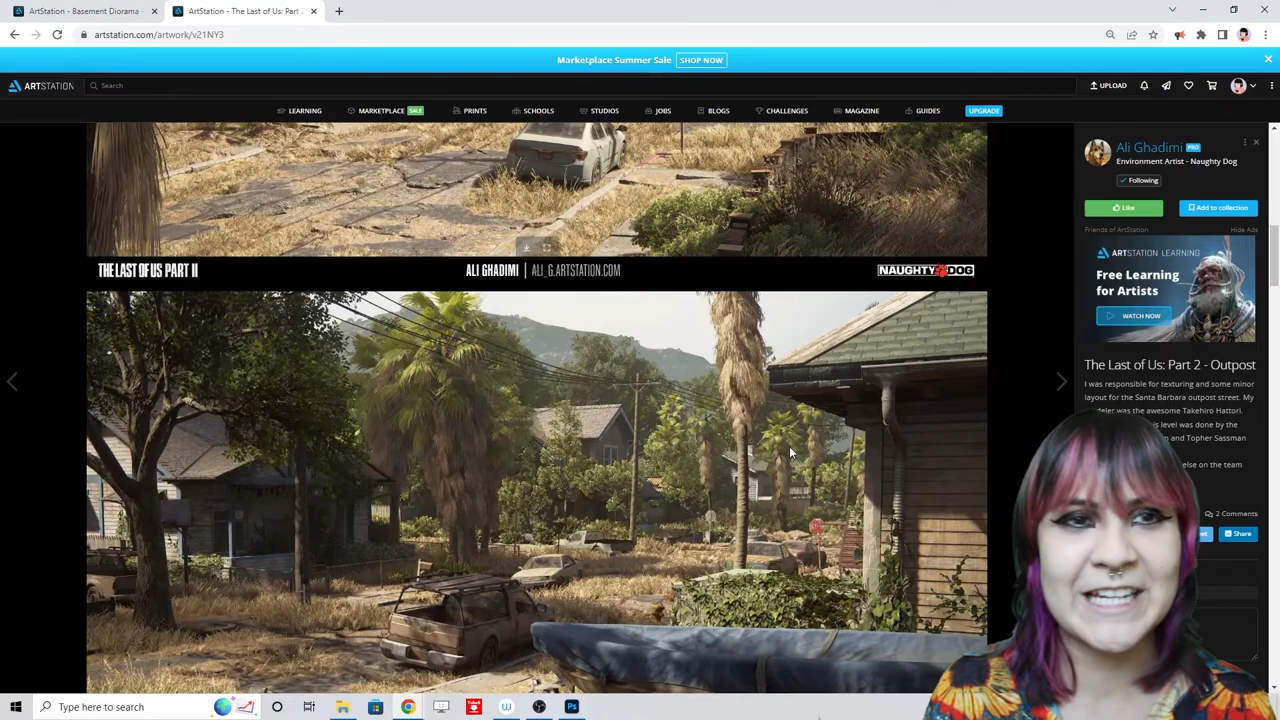 ArtStation - Basement Diorama -
ArtStation - The Last of Us: Part 2
artstation.com/artwork/v21NY3
Marketplace Summer Sale SHOP NOW
ARTSTATION
Search
UPLOAD
LEARNING MARKETPLACE SALE PRINTS SCHOOLS STUDIOS JOBS BLOGS CHALLENGES MAGAZINE GUIDES UPGRADE
THE LAST OF US PART II
ALI GHADIMI | ALI_G.ARTSTATION.COM
NAUGHTY DOG
Ali Ghadimi PRO
Environment Artist - Naughty Dog
Following
Like
Add to collection
Friends of ArtStation
Hide Ads
ARTSTATION LEARNING
Free Learning
for Artists
WATCH NOW
The Last of Us: Part 2 - Outpost
I was responsible for texturing and some minor
layout for the Santa Barbara outpost street. My
was the awesome Takehiro Hattori.
level was done by the
and Topher Sassman
else on the team
2 Comments
Share
Type here to search